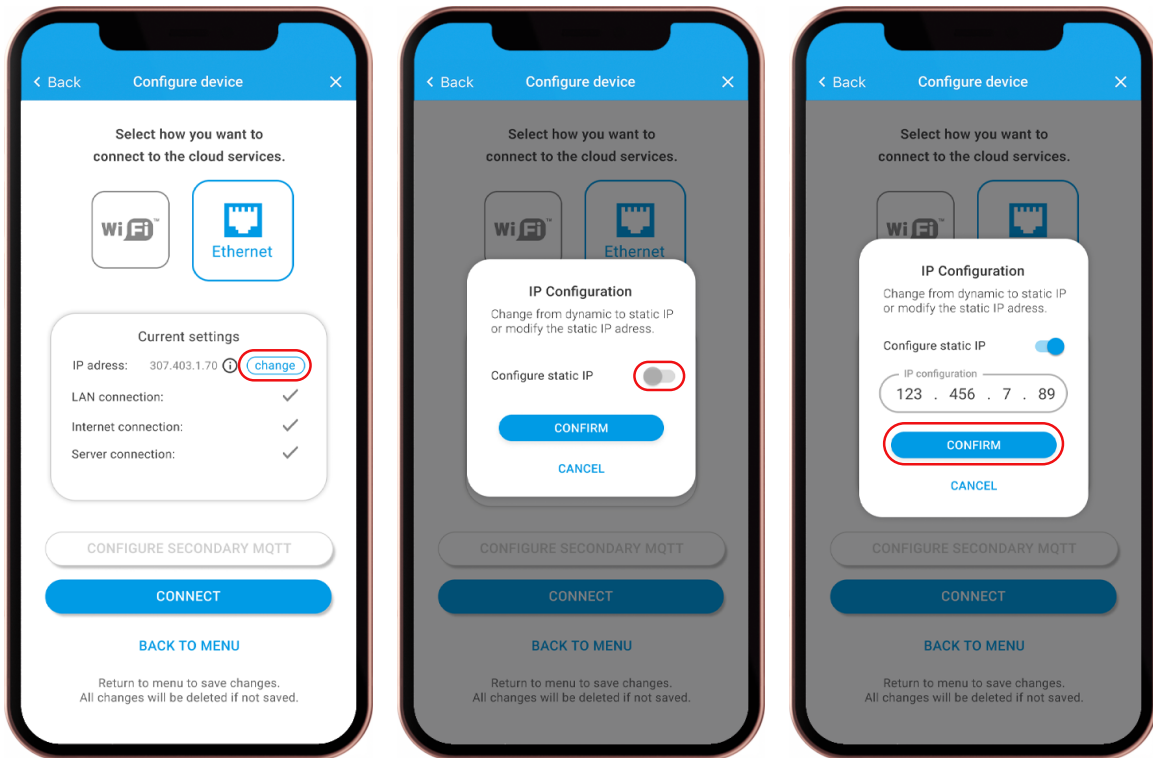 Back
Configure device
Select how you want to
connect to the cloud services.
WiFi™
Ethernet
Current settings
IP adress: 307.403.1.70 change
LAN connection:
Internet connection:
Server connection:
CONFIGURE SECONDARY MQTT
CONNECT
BACK TO MENU
Return to menu to save changes.
All changes will be deleted if not saved.
Back
Configure device
Select how you want to
connect to the cloud services.
WiFi™
Ethernet
IP Configuration
Change from dynamic to static IP
or modify the static IP adress.
Configure static IP
CONFIRM
CANCEL
CONFIGURE SECONDARY MQTT
CONNECT
BACK TO MENU
Return to menu to save changes.
All changes will be deleted if not saved.
Back
Configure device
Select how you want to
connect to the cloud services.
WiFi™
IP Configuration
Change from dynamic to static IP
or modify the static IP adress.
Configure static IP
IP configuration
123 . 456 . 7 . 89
CONFIRM
CANCEL
CONFIGURE SECONDARY MQTT
CONNECT
BACK TO MENU
Return to menu to save changes.
All changes will be deleted if not saved.